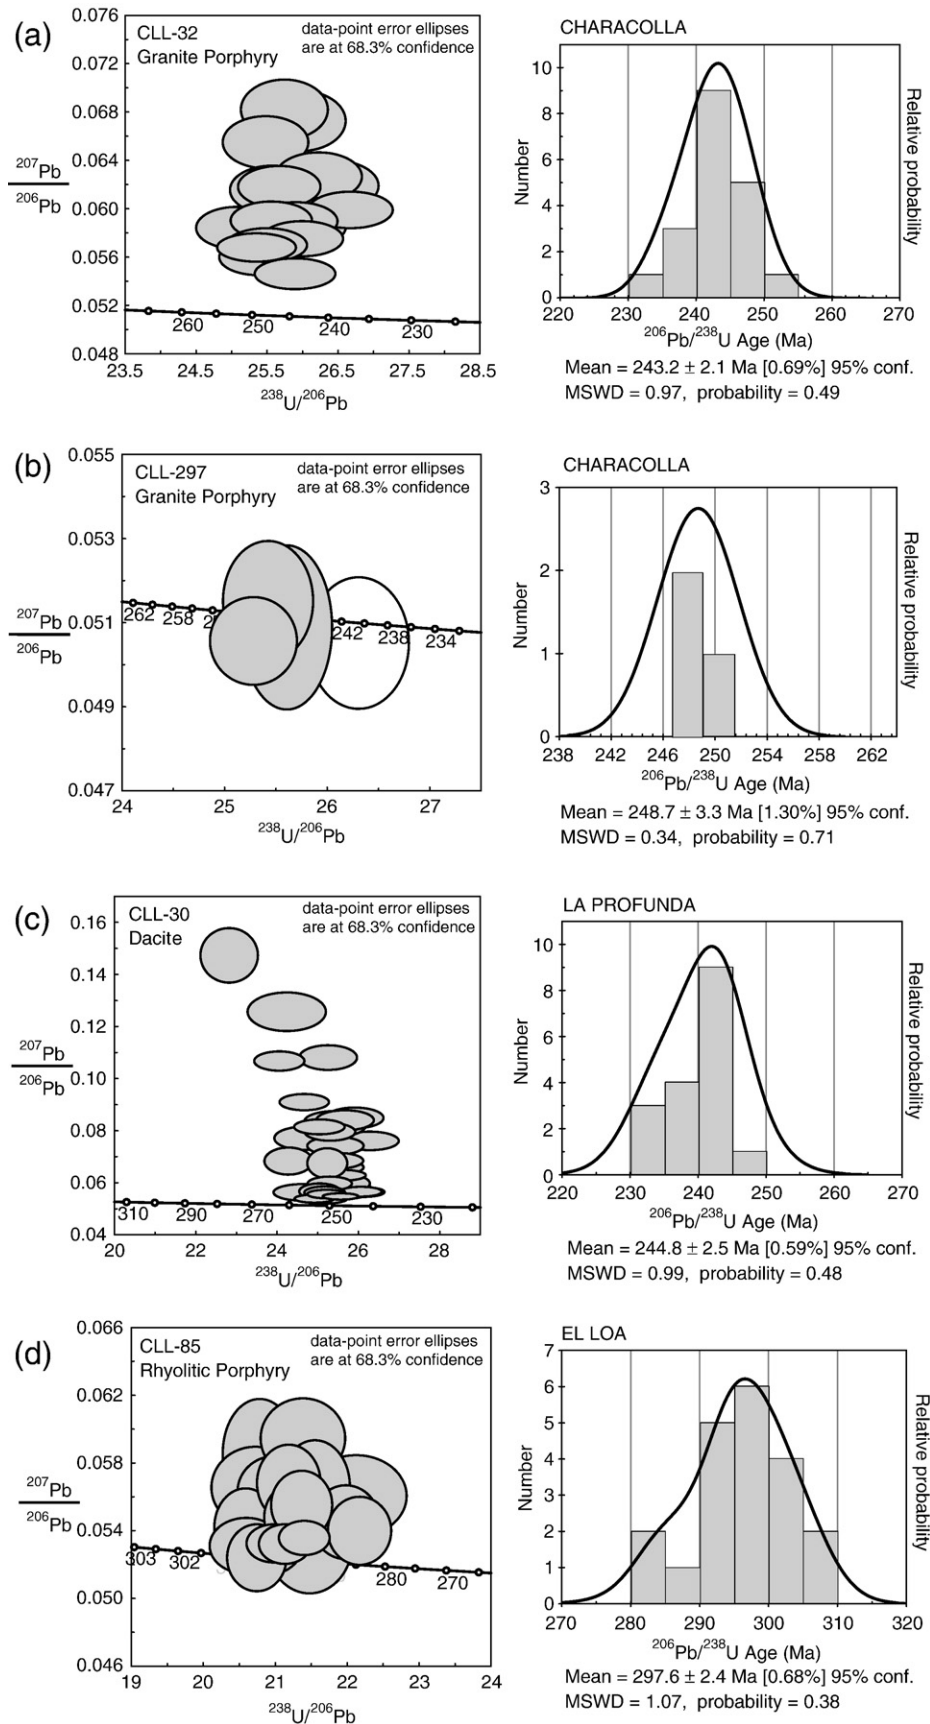 (a)
CLL-32
Granite Porphyry
data-point error ellipses
are at 68.3% confidence
0.076
0.072
0.068
0.064
0.060
0.056
0.052
0.048
207Pb
206Pb
260
250
240
230
23.5
24.5
25.5
26.5
27.5
28.5
238U/206Pb
CHARACOLLA
10
8
6
4
2
0
Number
Relative probability
220
230
240
250
260
270
206Pb/238U Age (Ma)
Mean = 243.2 ± 2.1 Ma [0.69%] 95% conf.
MSWD = 0.97, probability = 0.49
(b)
CLL-297
Granite Porphyry
data-point error ellipses
are at 68.3% confidence
0.055
0.053
0.051
0.049
0.047
207Pb
206Pb
262
258
242
238
234
24
25
26
27
238U/206Pb
CHARACOLLA
3
2
1
0
Number
Relative probability
238
242
246
250
254
258
262
206Pb/238U Age (Ma)
Mean = 248.7 ± 3.3 Ma [1.30%] 95% conf.
MSWD = 0.34, probability = 0.71
(c)
CLL-30
Dacite
data-point error ellipses
are at 68.3% confidence
0.16
0.14
0.12
0.10
0.08
0.06
0.04
207Pb
206Pb
310
290
270
250
230
20
22
24
26
28
238U/206Pb
LA PROFUNDA
10
8
6
4
2
0
Number
Relative probability
220
230
240
250
260
270
206Pb/238U Age (Ma)
Mean = 244.8 ± 2.5 Ma [0.59%] 95% conf.
MSWD = 0.99, probability = 0.48
(d)
CLL-85
Rhyolitic Porphyry
data-point error ellipses
are at 68.3% confidence
0.066
0.062
0.058
0.054
0.050
0.046
207Pb
206Pb
303
302
280
270
19
20
21
22
23
24
238U/206Pb
EL LOA
7
6
5
4
3
2
1
0
Number
Relative probability
270
280
290
300
310
320
206Pb/238U Age (Ma)
Mean = 297.6 ± 2.4 Ma [0.68%] 95% conf.
MSWD = 1.07, probability = 0.38